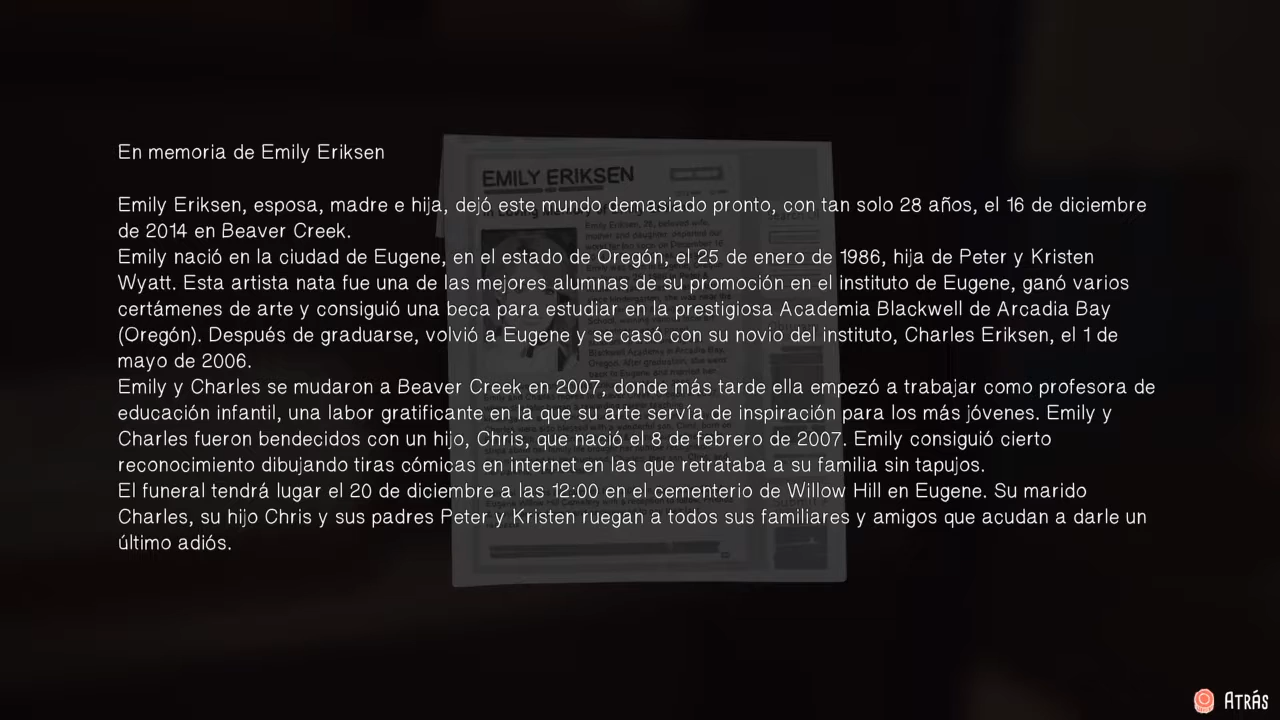 En memoria de Emily Eriksen
EMILY ERIKSEN
Emily Eriksen, esposa, madre e hija, dejó este mundo demasiado pronto, con tan solo 28 años, el 16 de diciembre
de 2014 en Beaver Creek.
Emily nació en la ciudad de Eugene, en el estado de Oregón, el 25 de enero de 1986, hija de Peter y Kristen
Wyatt. Esta artista nata fue una de las mejores alumnas de su promoción en el instituto de Eugene, ganó varios
certámenes de arte y consiguió una beca para estudiar en la prestigiosa Academia Blackwell de Arcadia Bay
(Oregón). Después de graduarse, volvió a Eugene y se casó con su novio del instituto, Charles Eriksen, el 1 de
mayo de 2006.
Emily y Charles se mudaron a Beaver Creek en 2007, donde más tarde ella empezó a trabajar como profesora de
educación infantil, una labor gratificante en la que su arte servía de inspiración para los más jóvenes. Emily y
Charles fueron bendecidos con un hijo, Chris, que nació el 8 de febrero de 2007. Emily consiguió cierto
reconocimiento dibujando tiras cómicas en internet en las que retrataba a su familia sin tapujos.
El funeral tendrá lugar el 20 de diciembre a las 12:00 en el cementerio de Willow Hill en Eugene. Su marido
Charles, su hijo Chris y sus padres Peter y Kristen ruegan a todos sus familiares y amigos que acudan a darle un
último adiós.
Atrás